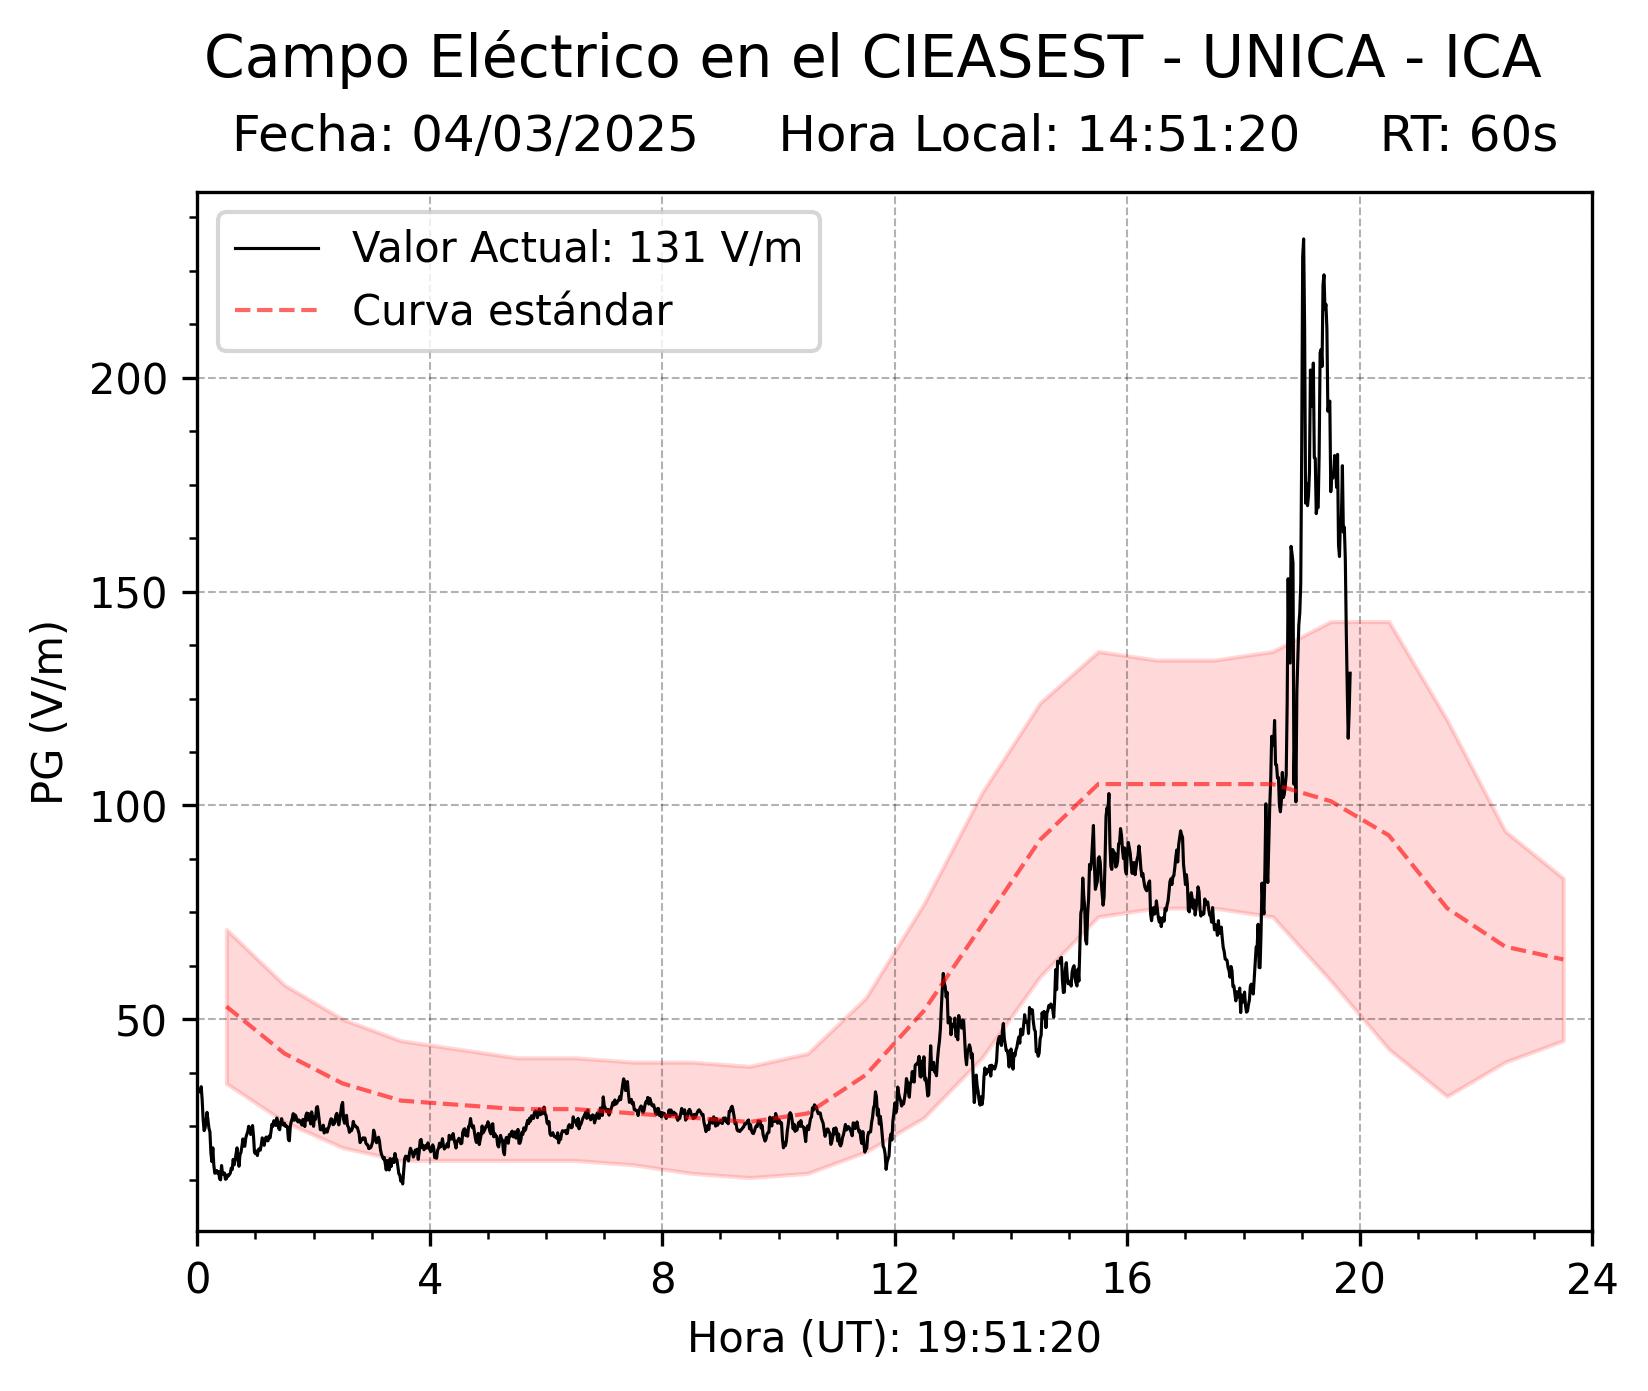 Campo Eléctrico en el CIEASEST - UNICA - ICA
Fecha: 04/03/2025 Hora Local: 14:51:20 RT: 60s
Valor Actual: 131 V/m
Curva estándar
PG (V/m)
200
150
100
50
0 4 8 12 16 20 24
Hora (UT): 19:51:20